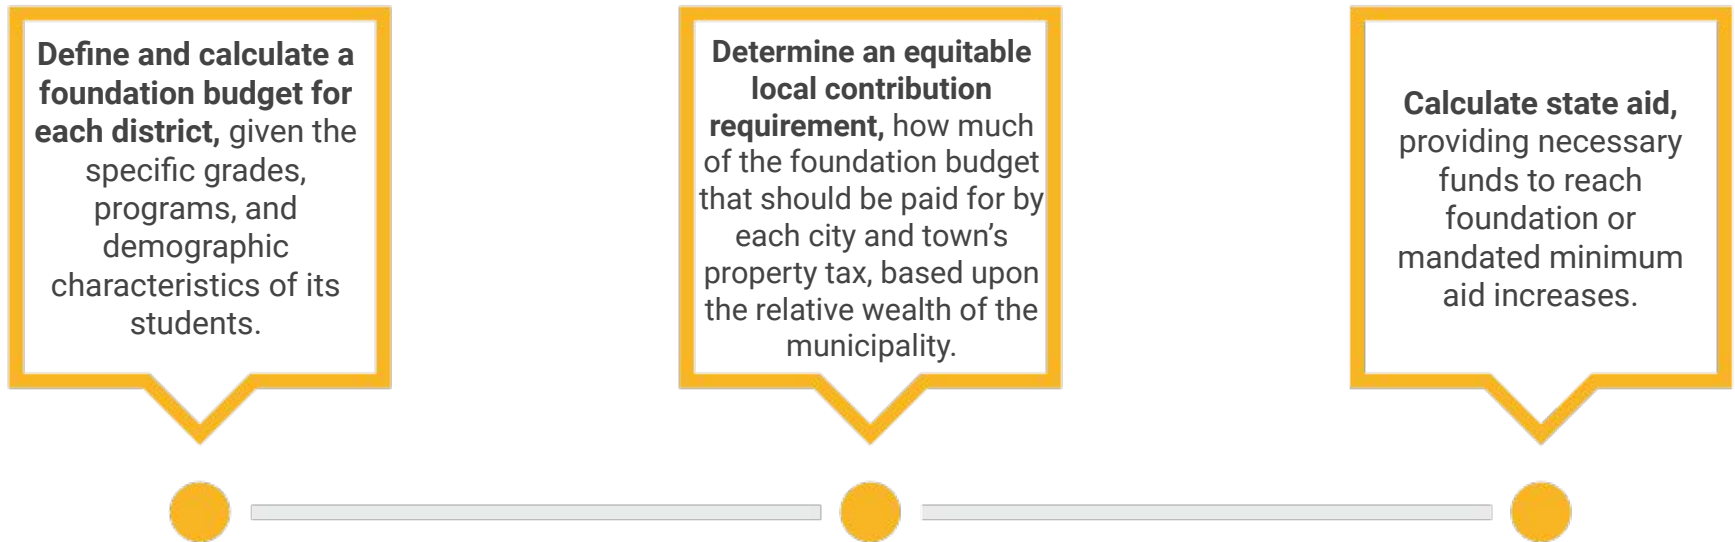 Define and calculate a
foundation budget for
each district, given the
specific grades,
programs, and
demographic
characteristics of its
students.
Determine an equitable
local contribution
requirement, how much
of the foundation budget
that should be paid for by
each city and town's
property tax, based upon
the relative wealth of the
municipality.
Calculate state aid,
providing necessary
funds to reach
foundation or
mandated minimum
aid increases.